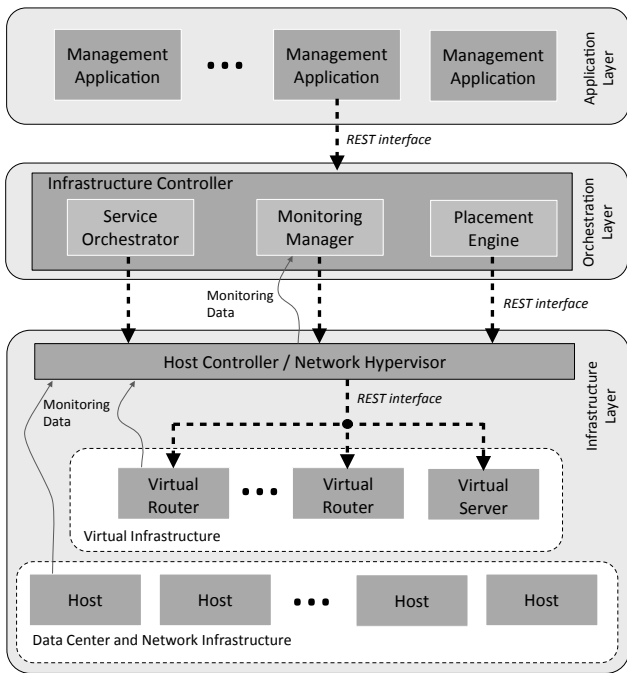 Management
Application
• • •
Management
Application
Management
Application
Application
Layer
REST interface
Infrastructure Controller
Service
Orchestrator
Monitoring
Manager
Placement
Engine
Orchestration
Layer
Monitoring
Data
REST interface
Host Controller / Network Hypervisor
Infrastructure
Layer
Monitoring
Data
REST interface
Virtual
Router
• • •
Virtual
Router
Virtual
Server
Virtual Infrastructure
Host
Host
• • •
Host
Host
Data Center and Network Infrastructure